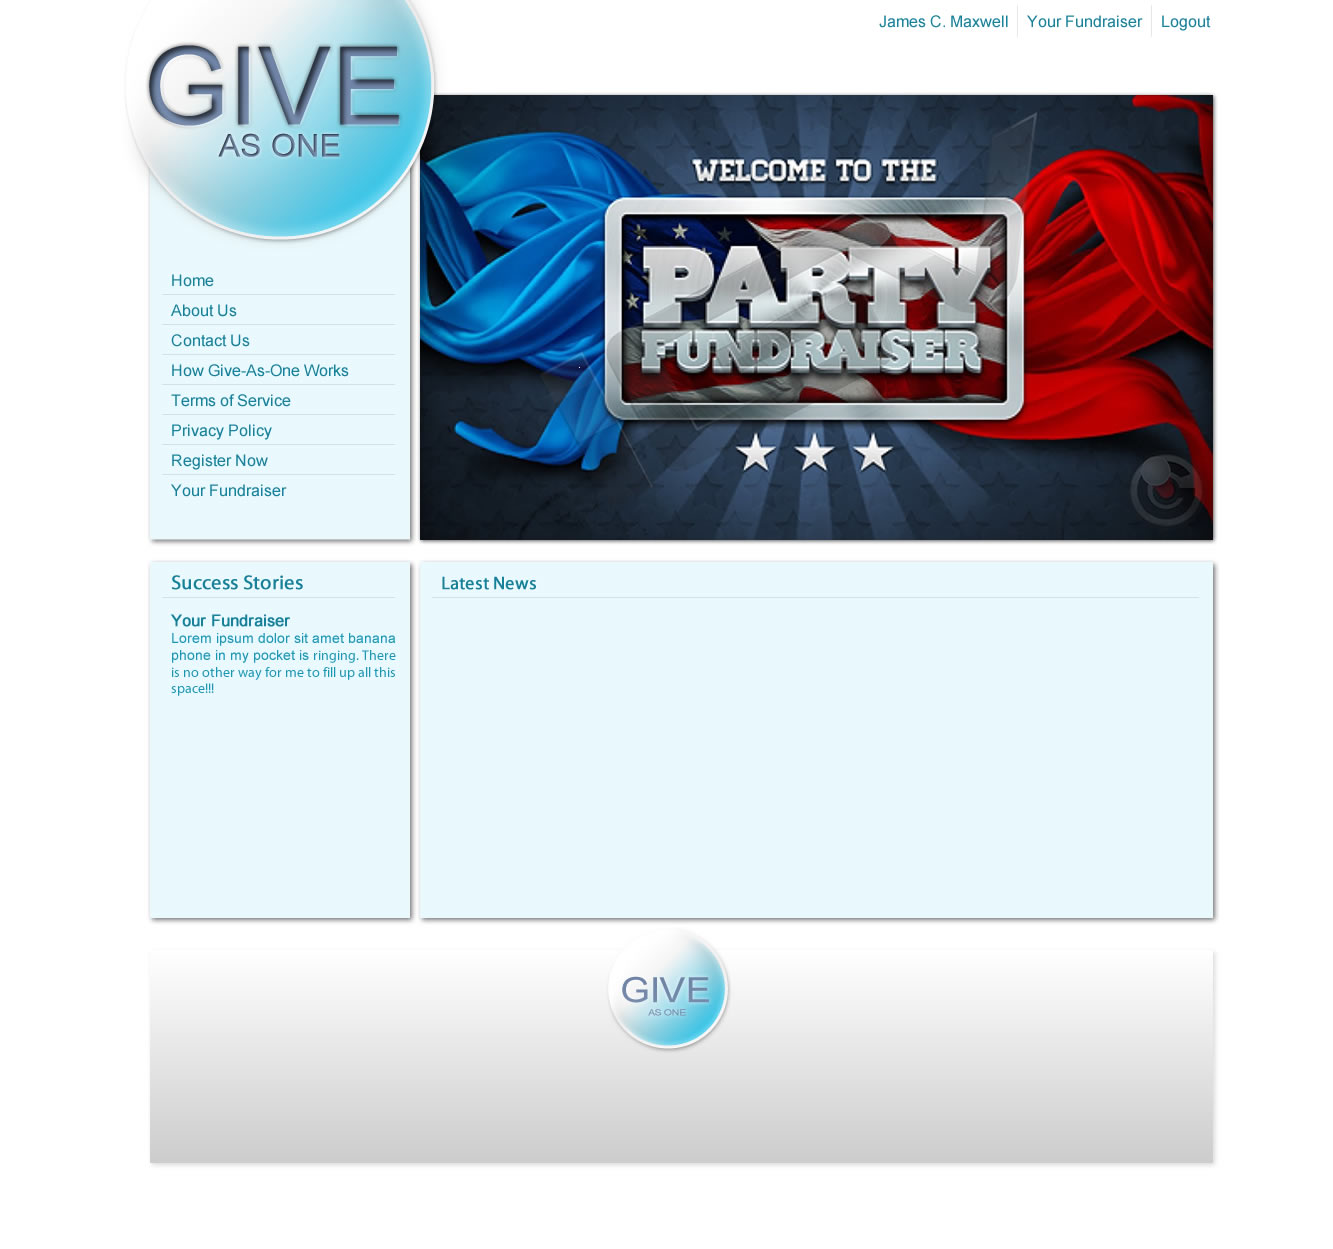 James C. Maxwell
Your Fundraiser
Logout
GIVE
AS ONE
Home
About Us
Contact Us
How Give-As-One Works
Terms of Service
Privacy Policy
Register Now
Your Fundraiser
WELCOME TO THE
PARTY
FUNDRAISER
Success Stories
Your Fundraiser
Lorem ipsum dolor sit amet banana
phone in my pocket is ringing. There
is no other way for me to fill up all this
space!!!
Latest News
GIVE
AS ONE